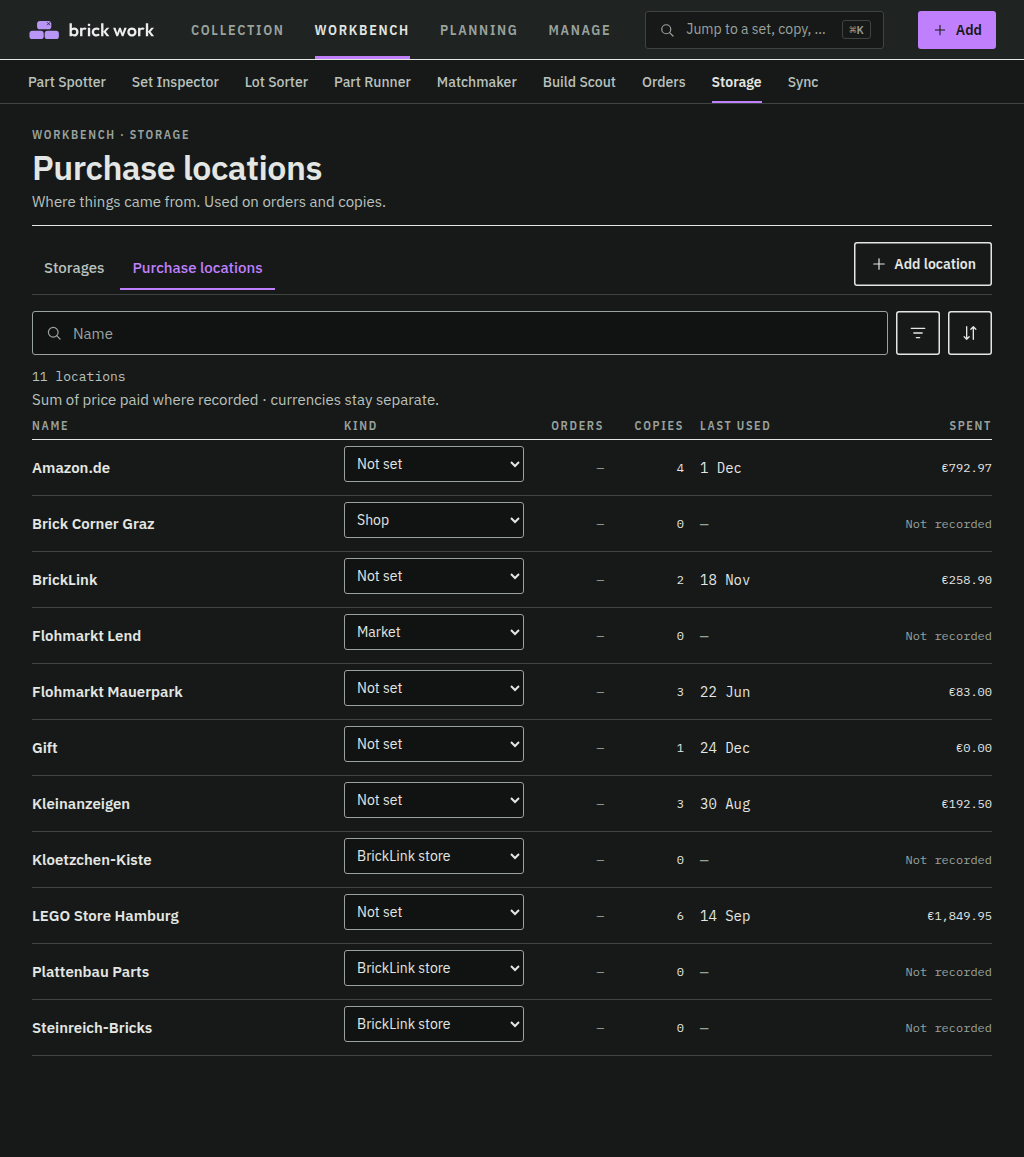 brick work COLLECTION WORKBENCH PLANNING MANAGE Jump to a set, copy, ... ⌘K + Add
Part Spotter Set Inspector Lot Sorter Part Runner Matchmaker Build Scout Orders Storage Sync
WORKBENCH · STORAGE
Purchase locations
Where things came from. Used on orders and copies.
Storages Purchase locations + Add location
Name
11 locations
Sum of price paid where recorded · currencies stay separate.
NAME KIND ORDERS COPIES LAST USED SPENT
Amazon.de Not set — 4 1 Dec €792.97
Brick Corner Graz Shop — 0 — Not recorded
BrickLink Not set — 2 18 Nov €258.90
Flohmarkt Lend Market — 0 — Not recorded
Flohmarkt Mauerpark Not set — 3 22 Jun €83.00
Gift Not set — 1 24 Dec €0.00
Kleinanzeigen Not set — 3 30 Aug €192.50
Kloetzchen-Kiste BrickLink store — 0 — Not recorded
LEGO Store Hamburg Not set — 6 14 Sep €1,849.95
Plattenbau Parts BrickLink store — 0 — Not recorded
Steinreich-Bricks BrickLink store — 0 — Not recorded